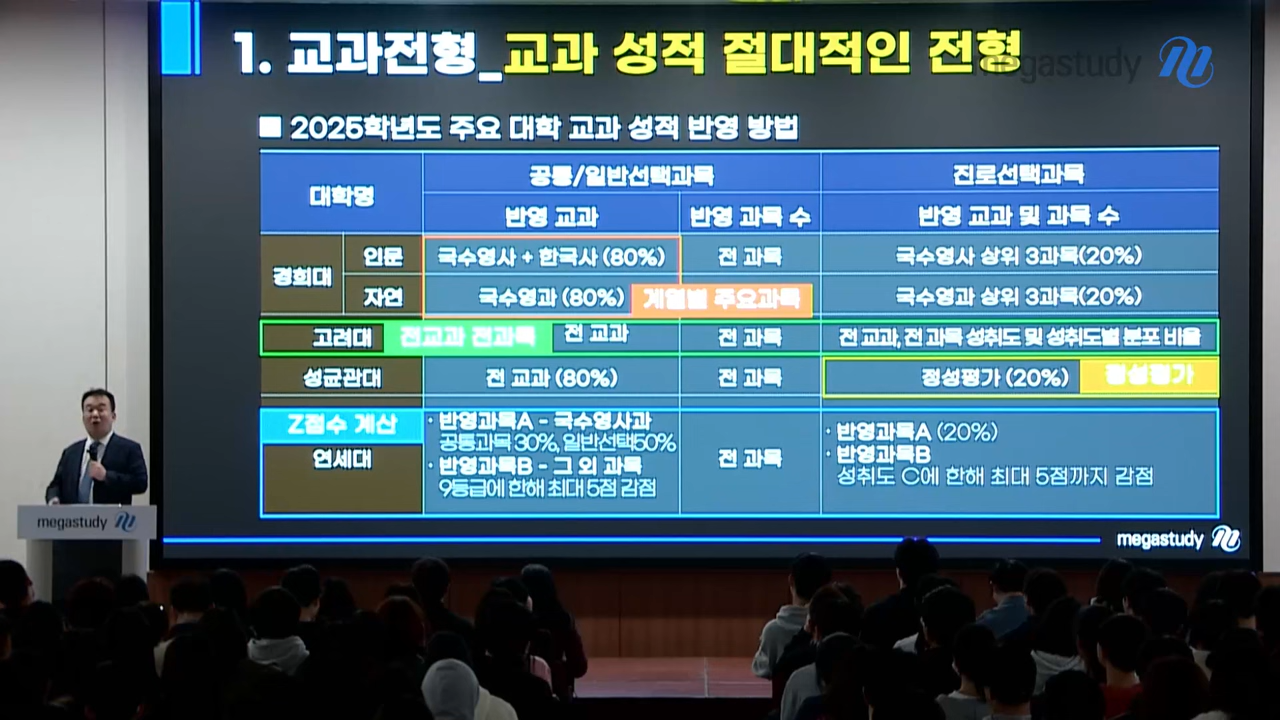 1. 교과전형_교과 성적 절대적인 전형
megastudy
■ 2025학년도 주요 대학 교과 성적 반영 방법
대학명
공통/일반선택과목
진로선택과목
반영 교과
반영 과목 수
반영 교과 및 과목 수
경희대
인문
국수영사 + 한국사 (80%)
전 과목
국수영사 상위 3과목(20%)
자연
국수영과 (80%)
계열별 주요과목
국수영과 상위 3과목(20%)
고려대
전교과 전과목
전 교과
전 과목
전 교과, 전 과목 성취도 및 성취도별 분포 비율
성균관대
전 교과 (80%)
전 과목
정성평가 (20%)
정성평가
Z점수 계산
연세대
· 반영과목A - 국수영사과
공통과목 30%, 일반선택50%
· 반영과목B - 그 외 과목
9등급에 한해 최대 5점 감점
전 과목
· 반영과목A (20%)
· 반영과목B
성취도 C에 한해 최대 5점까지 감점
megastudy
megastudy